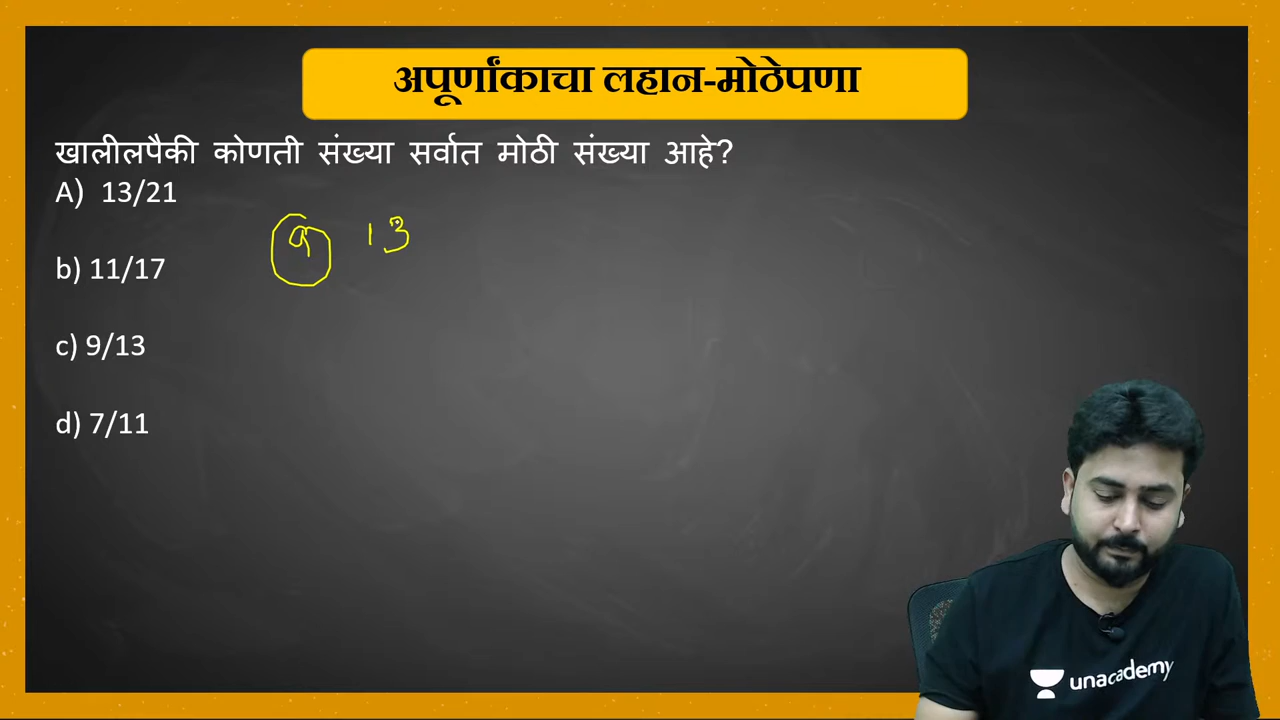 अपूर्णांकाचा लहान-मोठेपणा
खालीलपैकी कोणती संख्या सर्वात मोठी संख्या आहे?
A) 13/21
9 13
b) 11/17
c) 9/13
d) 7/11
unacademy